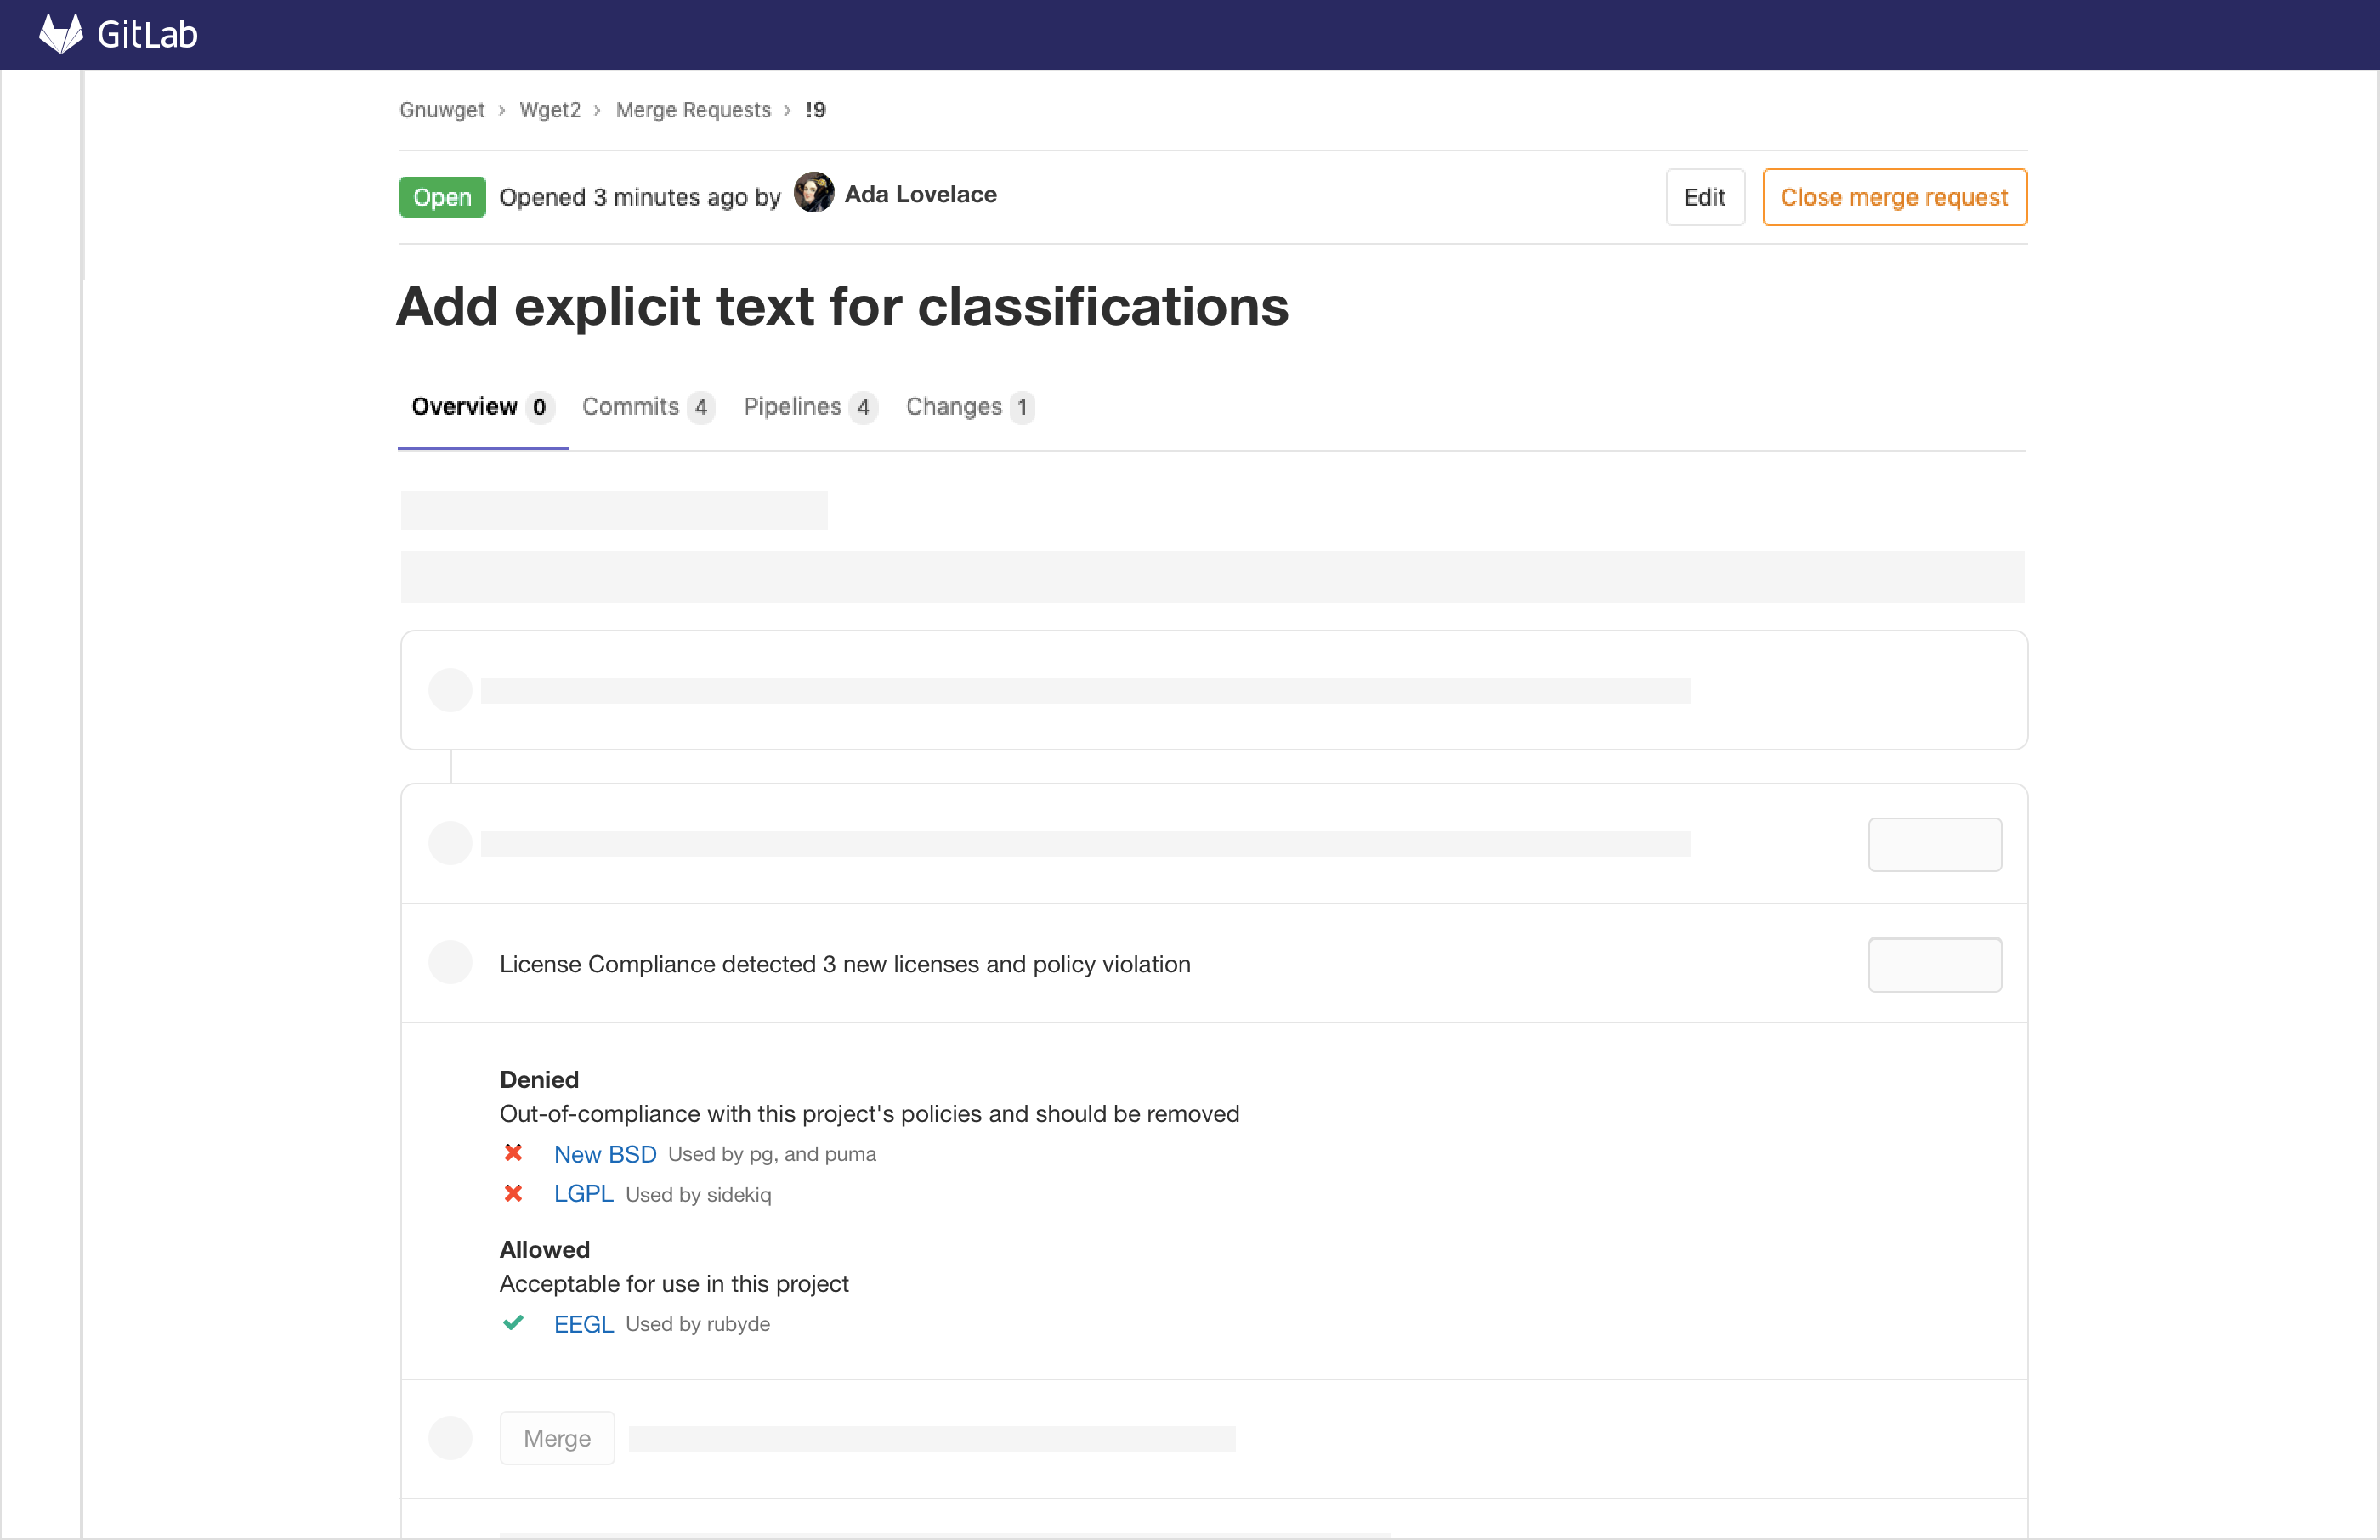 GitLab
Gnuwget > Wget2 > Merge Requests > !9
Open Opened 3 minutes ago by Ada Lovelace Edit Close merge request
Add explicit text for classifications
Overview 0 Commits 4 Pipelines 4 Changes 1
License Compliance detected 3 new licenses and policy violation
Denied
Out-of-compliance with this project's policies and should be removed
New BSD Used by pg, and puma
LGPL Used by sidekiq
Allowed
Acceptable for use in this project
EEGL Used by rubyde
Merge